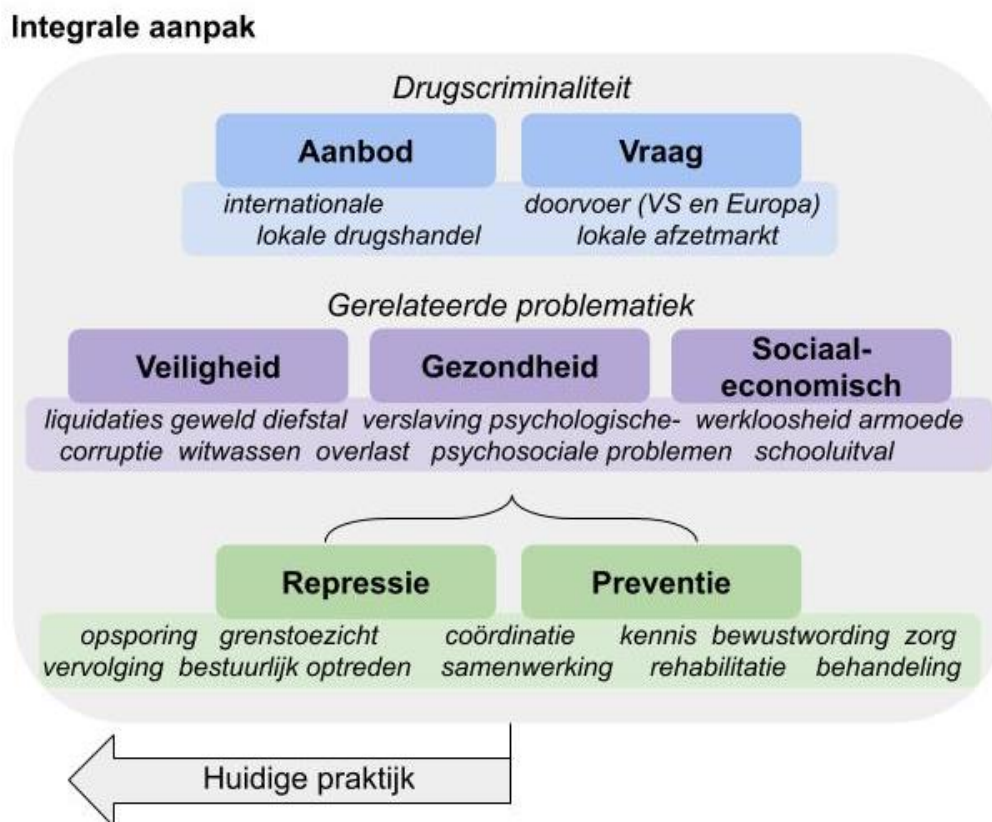 Integrale aanpak
Drugscriminaliteit
Aanbod
Vraag
internationale
lokale drugshandel
doorvoer (VS en Europa)
lokale afzetmarkt
Gerelateerde problematiek
Veiligheid
Gezondheid
Sociaal-
economisch
liquidaties geweld diefstal verslaving psychologische- werkloosheid armoede
corruptie witwassen overlast psychosociale problemen schooluitval
Repressie
Preventie
opsporing grenstoezicht coördinatie kennis bewustwording zorg
vervolging bestuurlijk optreden samenwerking rehabilitatie behandeling
Huidige praktijk